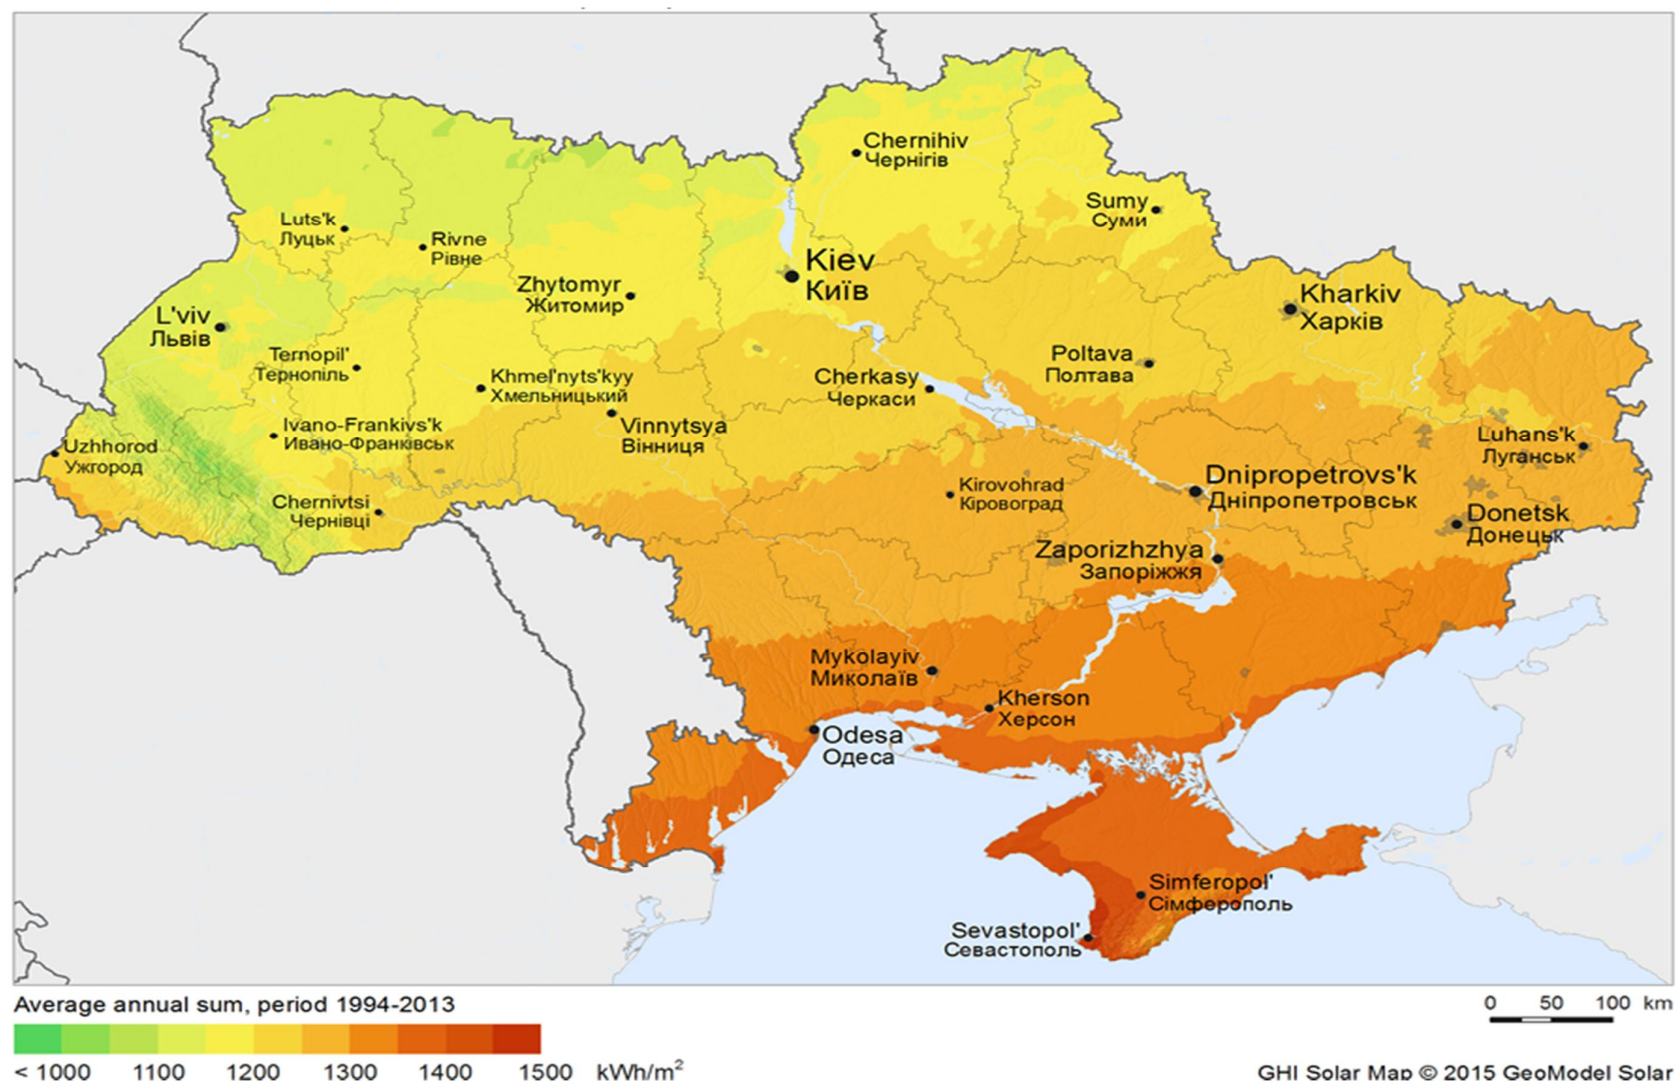 Chernihiv
Чернігів
Sumy
Суми
Luts'k
Луцьк
Rivne
Рівне
Kiev
Київ
Zhytomyr
Житомир
Kharkiv
Харків
L'viv
Львів
Ternopil'
Тернопіль
Poltava
Полтава
Khmel'nyts'kyy
Хмельницький
Cherkasy
Черкаси
Ivano-Frankivs'k
Ивано-Франківськ
Vinnytsya
Вінниця
Uzhhorod
Ужгород
Luhans'k
Луганськ
Chernivtsi
Чернівці
Kirovohrad
Кіровоград
Dnipropetrovs'k
Дніпропетровськ
Donetsk
Донецьк
Zaporizhzhya
Запоріжжя
Mykolayiv
Миколаїв
Kherson
Херсон
Odesa
Одеса
Simferopol'
Сімферополь
Sevastopol'
Севастополь
Average annual sum, period 1994-2013
0 50 100 km
< 1000 1100 1200 1300 1400 1500 kWh/m²
GHI Solar Map © 2015 GeoModel Solar